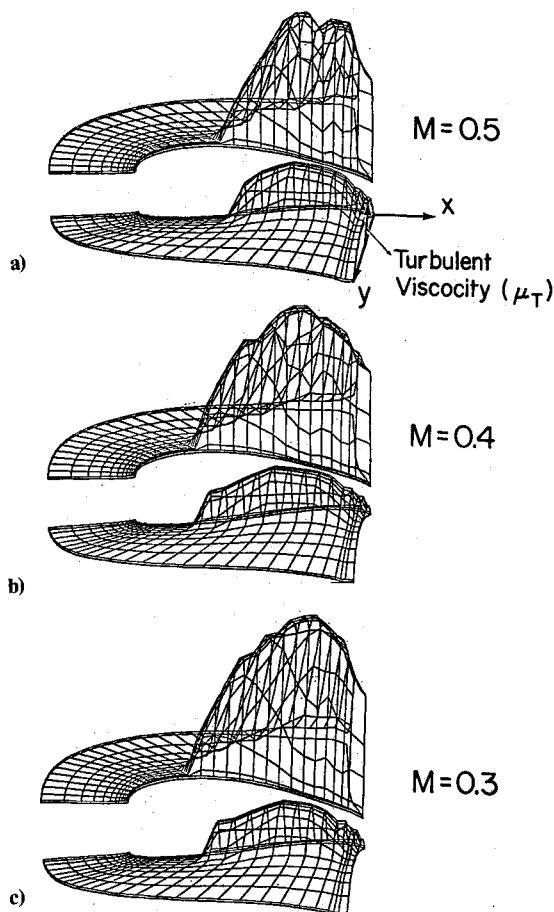 M=0.5
x
a)
Turbulent
Viscocity (μT)
y
M=0.4
b)
M=0.3
c)